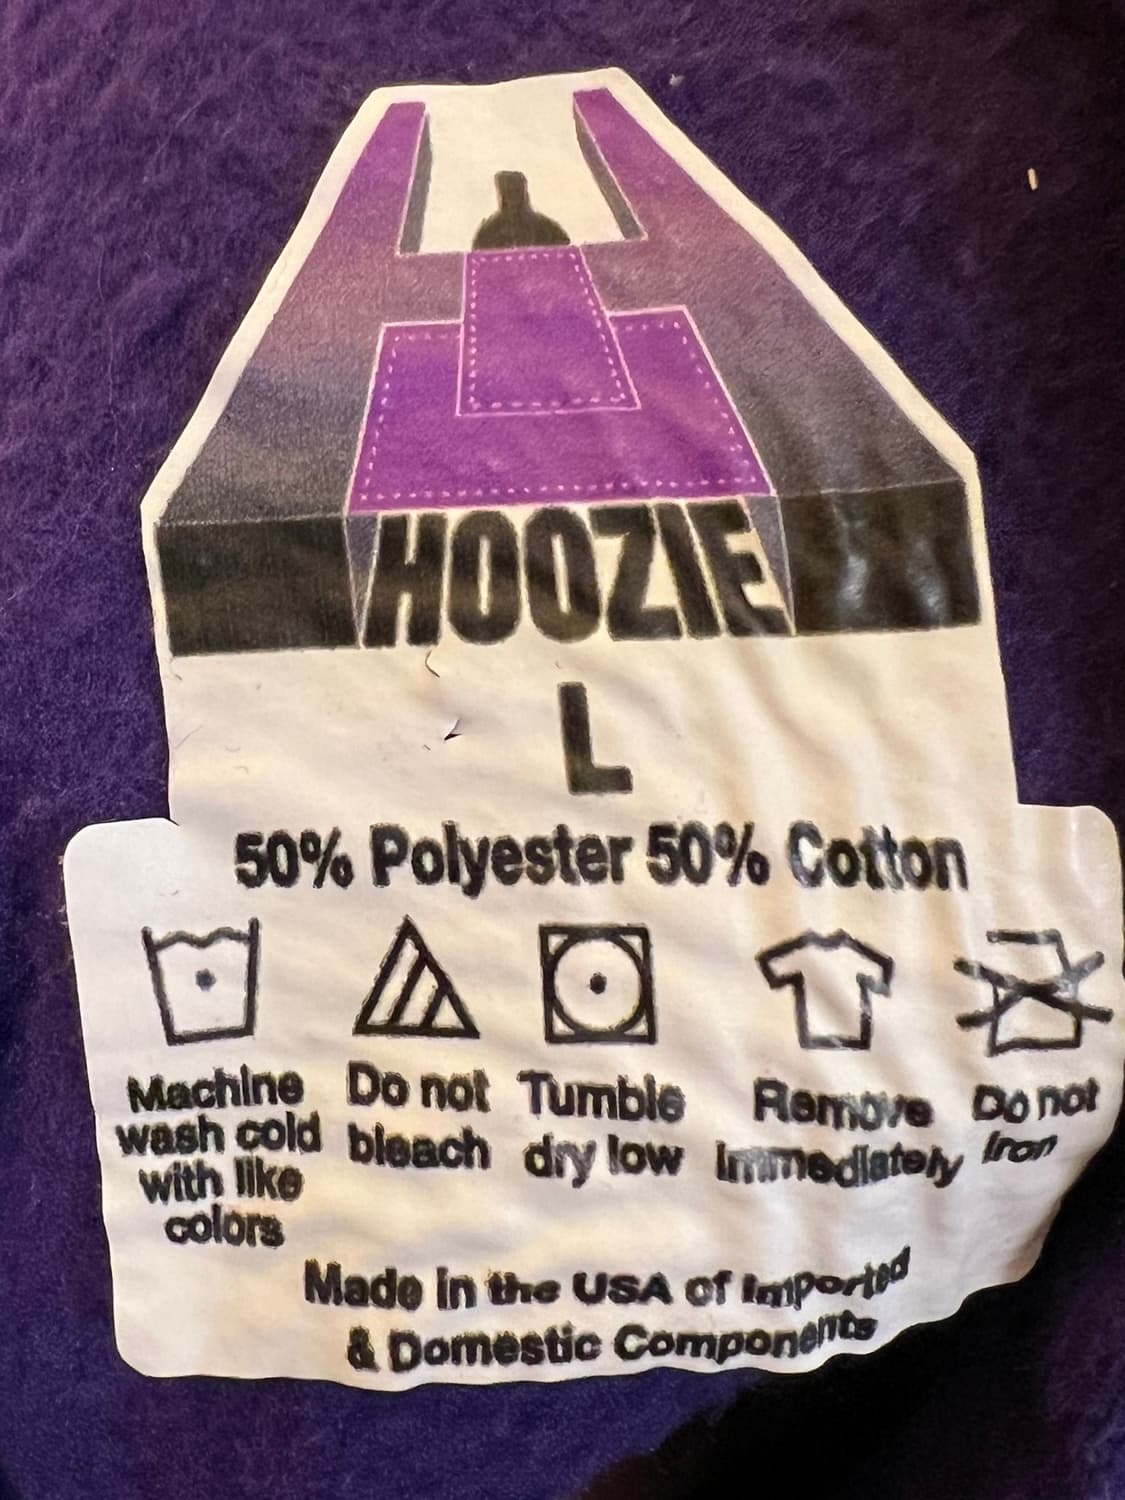 HOOZIE
L
50% Polyester 50% Cotton
Machine
wash cold
with like
colors
Do not
bleach
Tumble
dry low
Remove
Immediately
Do not
Iron
Made in the USA of Imported
& Domestic Components